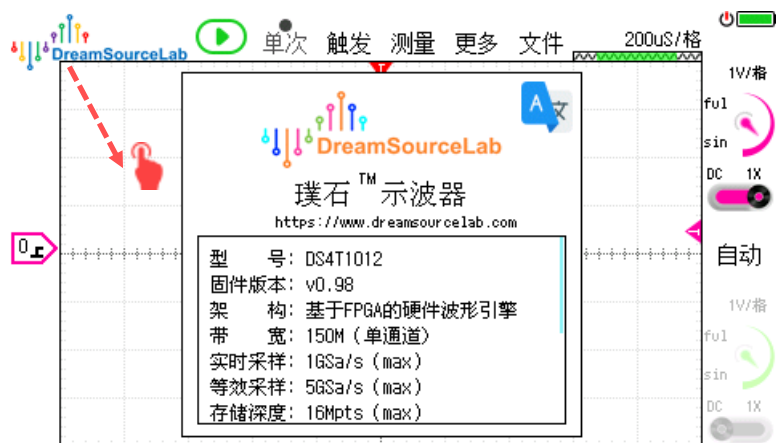 DreamSourceLab
单次 触发 测量 更多 文件
200uS/格
T
1V/格
ful
sin
DC 1X
自动
0
1V/格
ful
sin
DC 1X
A 文
DreamSourceLab
璞石™示波器
https://www.dreamsourcelab.com
型 号: DS4T1012
固件版本: v0.98
架 构: 基于FPGA的硬件波形引擎
带 宽: 150M (单通道)
实时采样: 1GSa/s (max)
等效采样: 5GSa/s (max)
存储深度: 16Mpts (max)